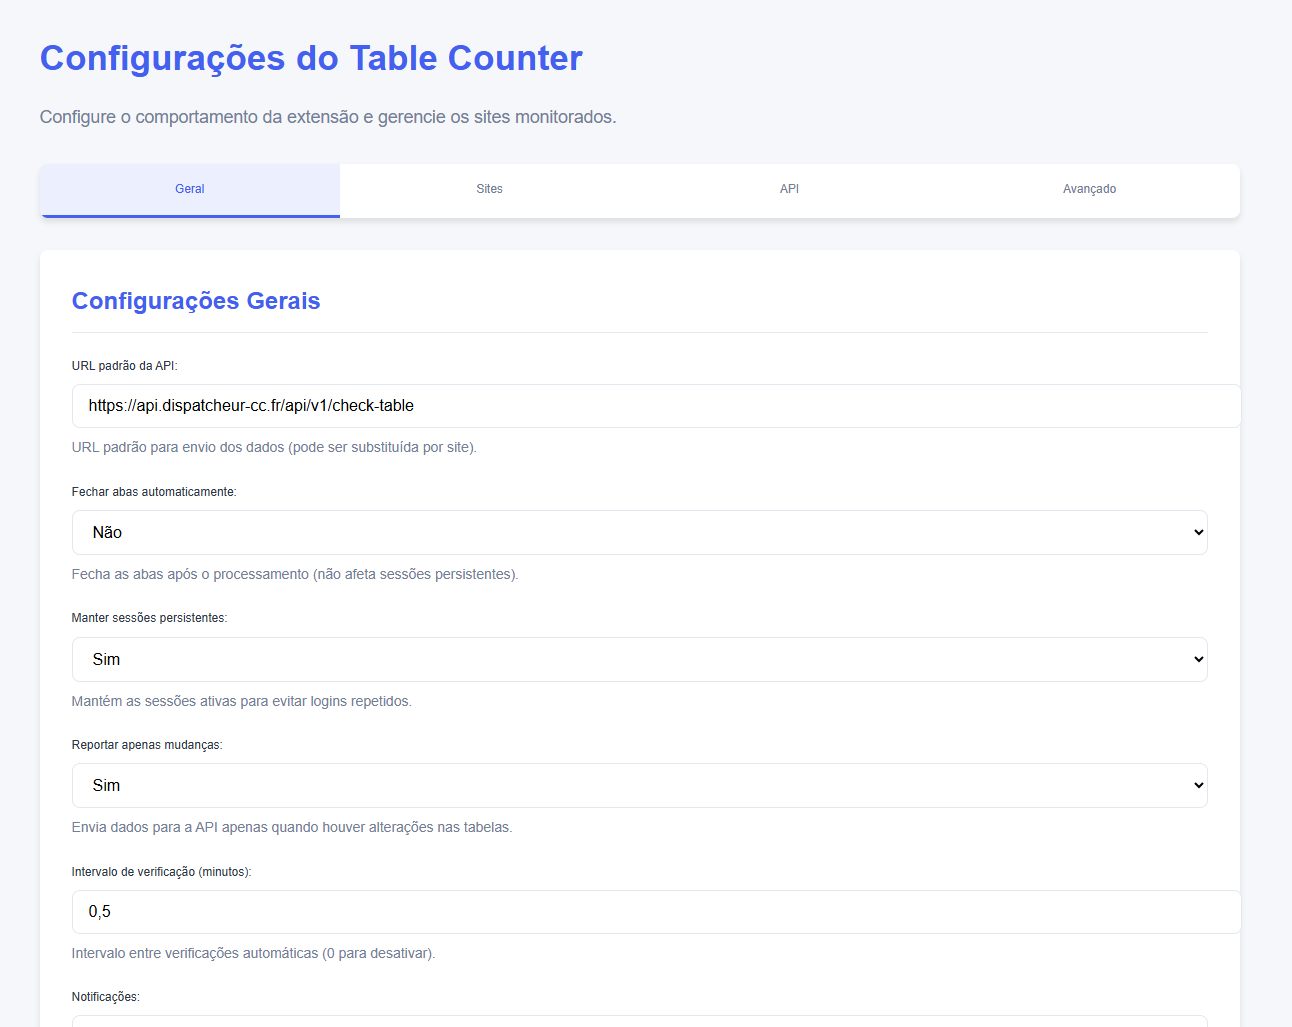 Configurações do Table Counter
Configure o comportamento da extensão e gerencie os sites monitorados.
Geral
Sites
API
Avançado
Configurações Gerais
URL padrão da API:
https://api.dispatcheur-cc.fr/api/v1/check-table
URL padrão para envio dos dados (pode ser substituída por site).
Fechar abas automaticamente:
Não
Fecha as abas após o processamento (não afeta sessões persistentes).
Manter sessões persistentes:
Sim
Mantém as sessões ativas para evitar logins repetidos.
Reportar apenas mudanças:
Sim
Envia dados para a API apenas quando houver alterações nas tabelas.
Intervalo de verificação (minutos):
0,5
Intervalo entre verificações automáticas (0 para desativar).
Notificações: